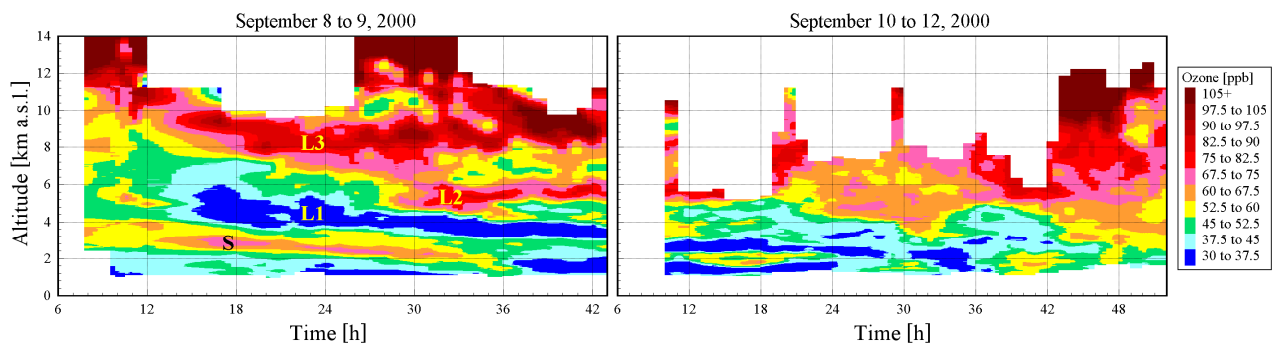 September 8 to 9, 2000
September 10 to 12, 2000
Altitude [km a.s.l.]
14
12
10
8
6
4
2
0
L3
L2
L1
S
6
12
18
24
30
36
42
Time [h]
6
12
18
24
30
36
42
48
Time [h]
Ozone [ppb]
105+
97.5 to 105
90 to 97.5
82.5 to 90
75 to 82.5
67.5 to 75
60 to 67.5
52.5 to 60
45 to 52.5
37.5 to 45
30 to 37.5